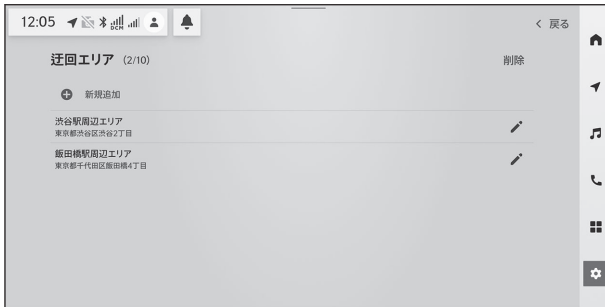 12:05
DCM
戻る
迂回エリア (2/10)
削除
新規追加
渋谷駅周辺エリア
東京都渋谷区渋谷2丁目
飯田橋駅周辺エリア
東京都千代田区飯田橋4丁目